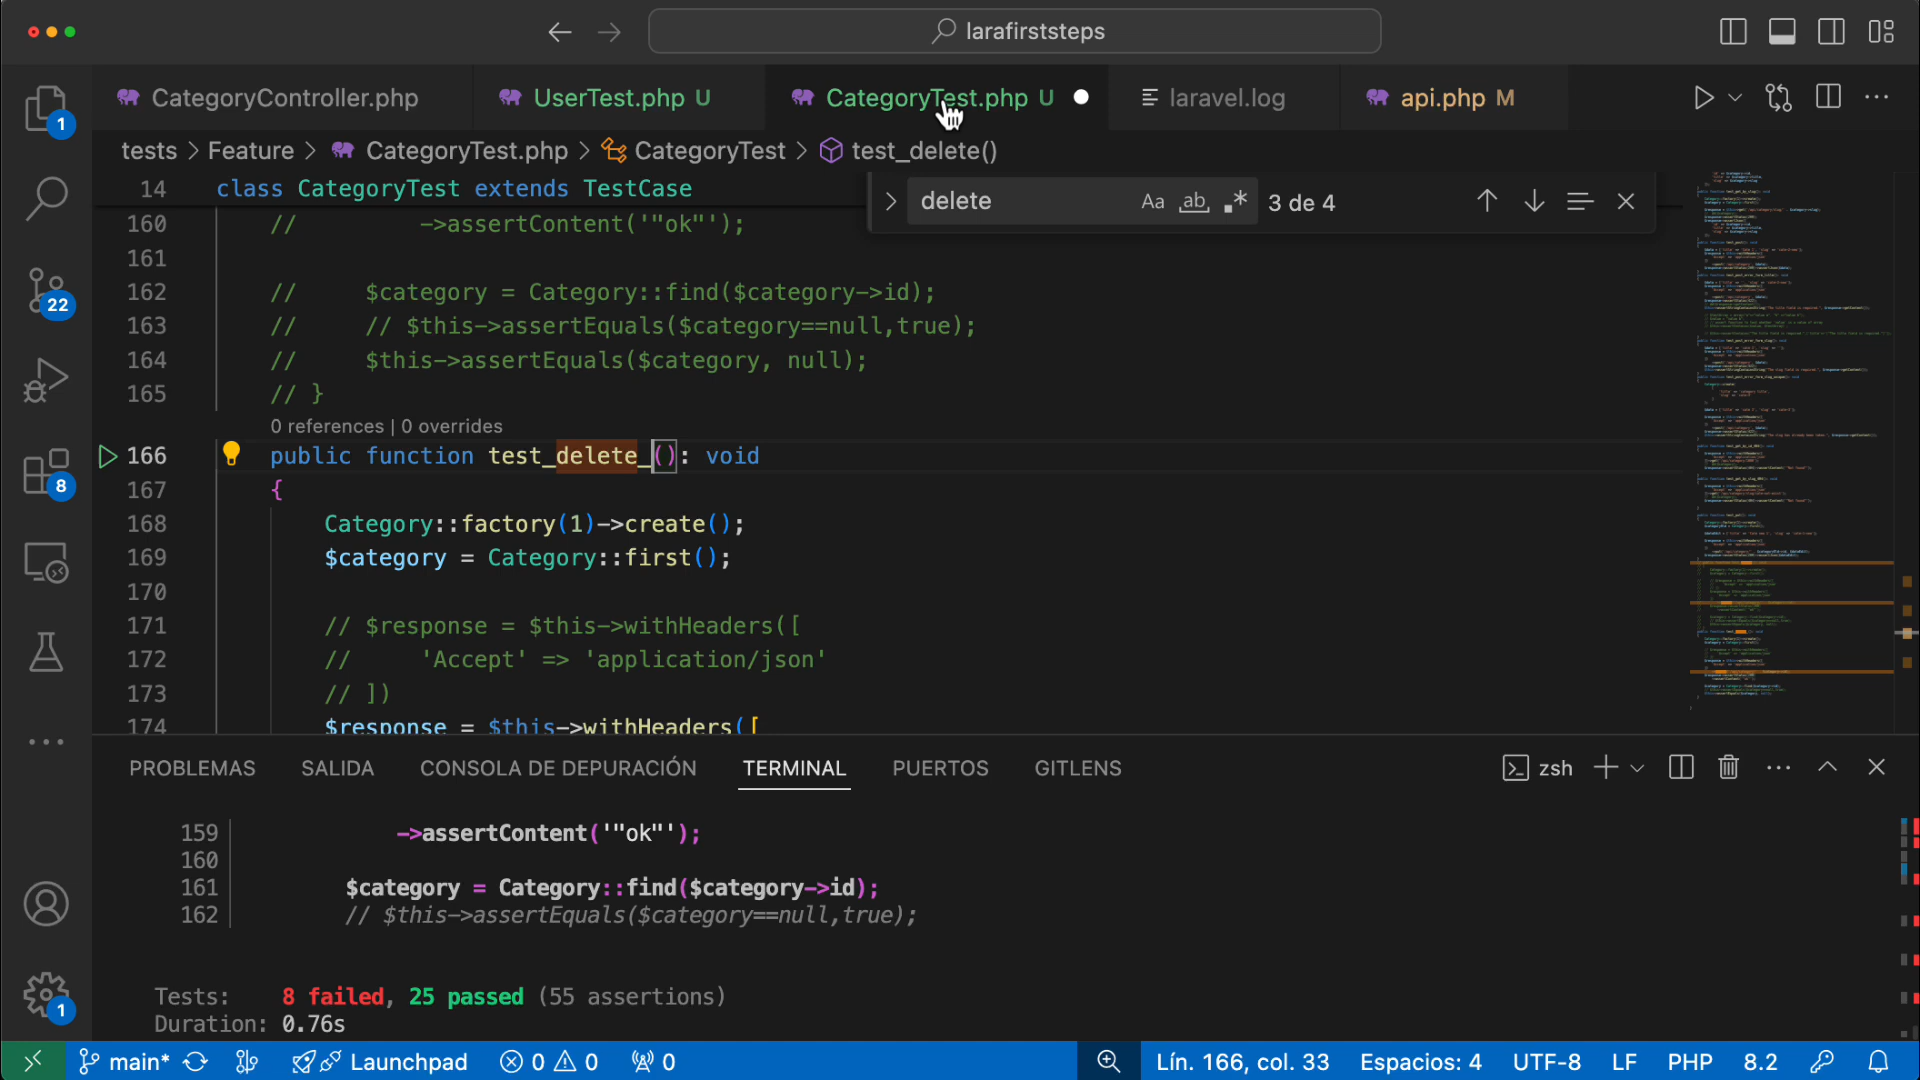 larafirststeps
CategoryController.php
UserTest.php U
CategoryTest.php U
laravel.log
api.php M
tests > Feature > CategoryTest.php > CategoryTest > test_delete()
14 class CategoryTest extends TestCase
delete Aa ab .* 3 de 4
160 // ->assertContent('"ok"');
161
162 // $category = Category::find($category->id);
163 // // $this->assertEquals($category==null,true);
164 // $this->assertEquals($category, null);
165 // }
0 references | 0 overrides
166 public function test_delete_(): void
167 {
168 Category::factory(1)->create();
169 $category = Category::first();
170
171 // $response = $this->withHeaders([
172 // 'Accept' => 'application/json'
173 // ])
174 $response = $this->withHeaders([
1
22
8
1
PROBLEMAS SALIDA CONSOLA DE DEPURACIÓN TERMINAL PUERTOS GITLENS
zsh
159 ->assertContent('"ok"');
160
161 $category = Category::find($category->id);
162 // $this->assertEquals($category==null,true);
Tests: 8 failed, 25 passed (55 assertions)
Duration: 0.76s
main* Launchpad 0 0 0 Lín. 166, col. 33 Espacios: 4 UTF-8 LF PHP 8.2